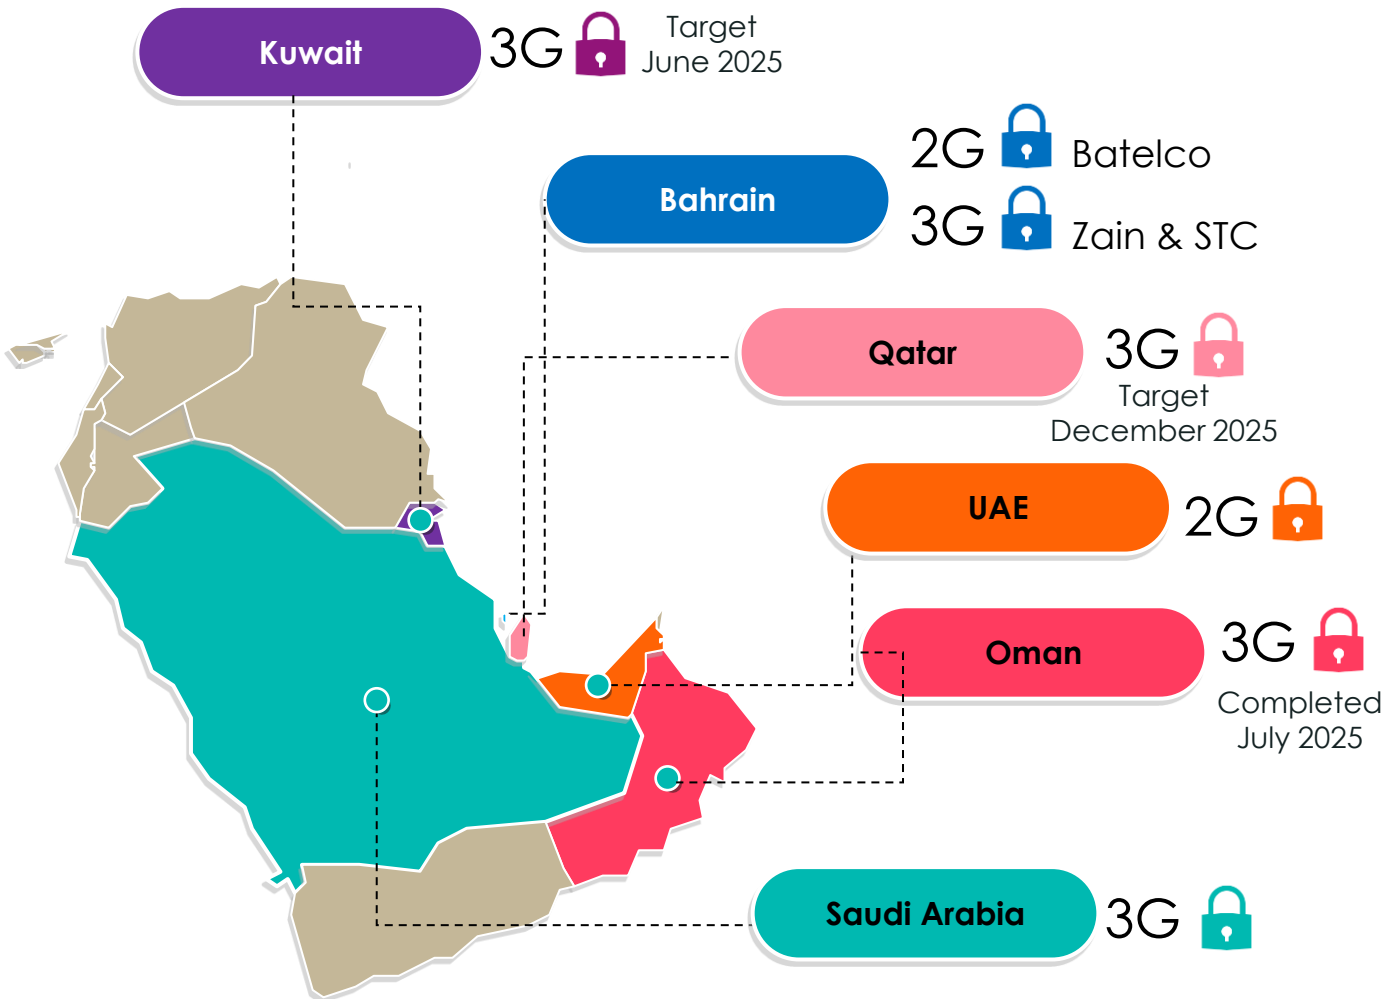 Kuwait
3G
Target
June 2025
Bahrain
2G
Batelco
3G
Zain & STC
Qatar
3G
Target
December 2025
UAE
2G
Oman
3G
Completed
July 2025
Saudi Arabia
3G